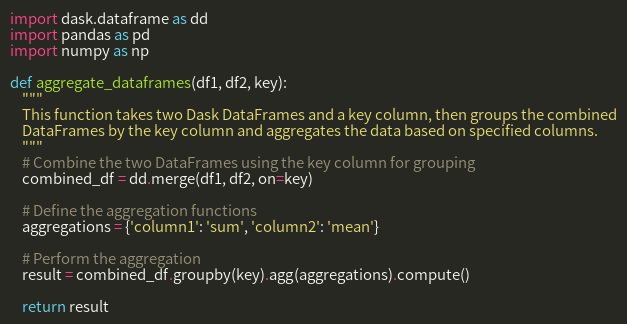 import dask.dataframe as dd
import pandas as pd
import numpy as np

def aggregate_dataframes(df1, df2, key):
    """
    This function takes two Dask DataFrames and a key column, then groups the combined
    DataFrames by the key column and aggregates the data based on specified columns.
    """
    # Combine the two DataFrames using the key column for grouping
    combined_df = dd.merge(df1, df2, on=key)

    # Define the aggregation functions
    aggregations = {'column1': 'sum', 'column2': 'mean'}

    # Perform the aggregation
    result = combined_df.groupby(key).agg(aggregations).compute()

    return result